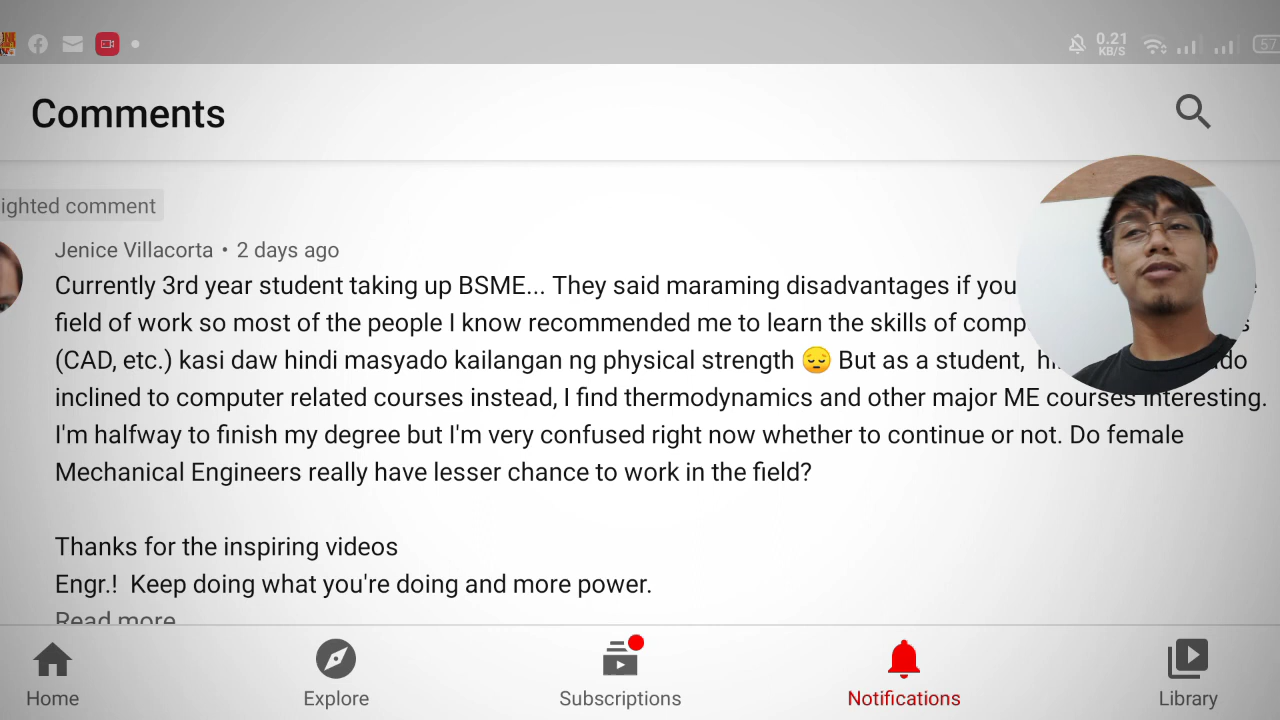 0.21
KB/S
57
Comments
ighted comment
Jenice Villacorta • 2 days ago
Currently 3rd year student taking up BSME... They said maraming disadvantages if you
field of work so most of the people I know recommended me to learn the skills of comp
(CAD, etc.) kasi daw hindi masyado kailangan ng physical strength 😔 But as a student,
inclined to computer related courses instead, I find thermodynamics and other major ME courses interesting.
I'm halfway to finish my degree but I'm very confused right now whether to continue or not. Do female
Mechanical Engineers really have lesser chance to work in the field?
Thanks for the inspiring videos
Engr.! Keep doing what you're doing and more power.
Read more
Home
Explore
Subscriptions
Notifications
Library